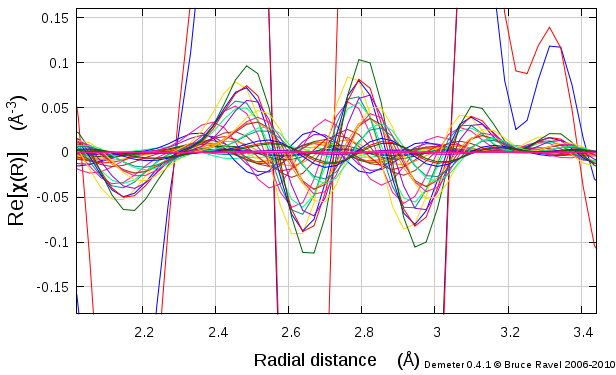 0.15
0.1
0.05
0
-0.05
-0.1
-0.15
Re[χ(R)] (Å-3)
2.2 2.4 2.6 2.8 3 3.2 3.4
Radial distance (Å)
Demeter 0.4.1 © Bruce Ravel 2006-2010